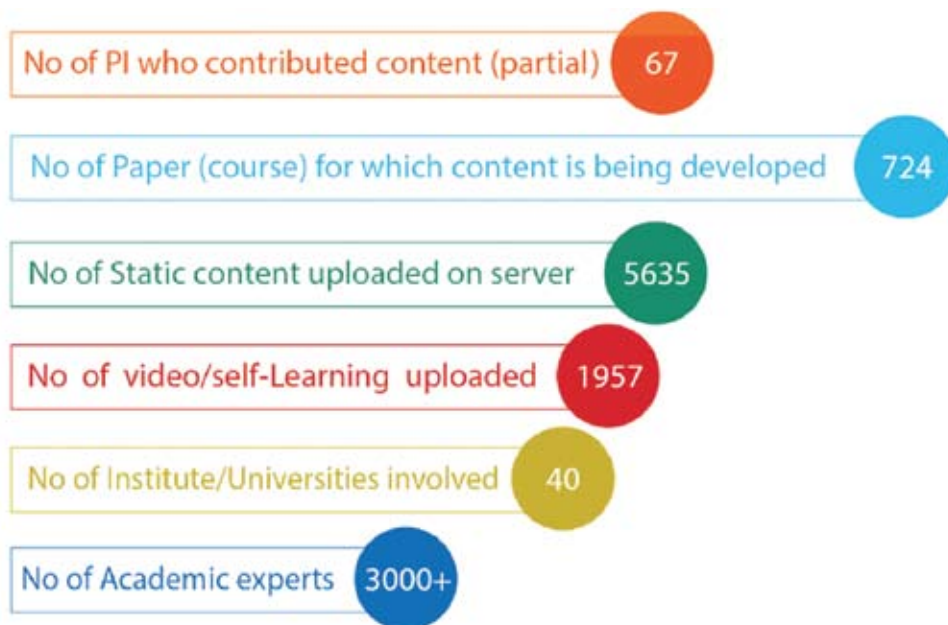 No of PI who contributed content (partial) 67
No of Paper (course) for which content is being developed 724
No of Static content uploaded on server 5635
No of video/self-Learning uploaded 1957
No of Institute/Universities involved 40
No of Academic experts 3000+